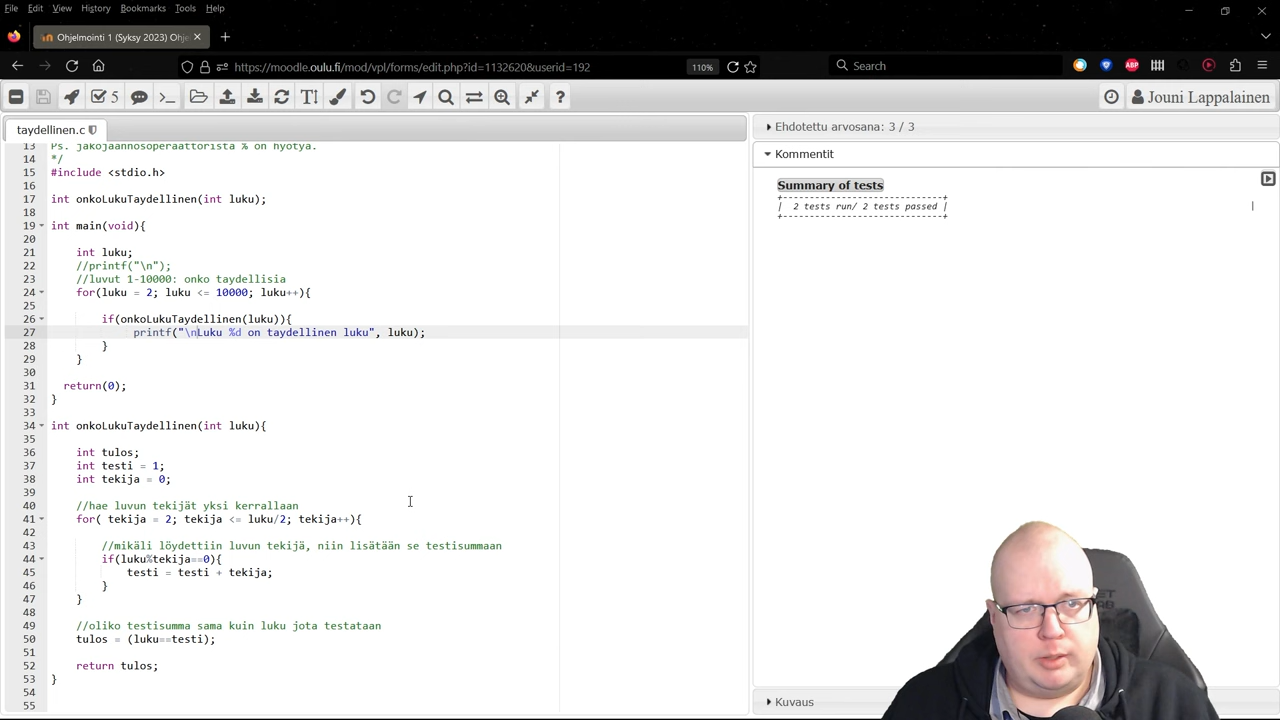 File Edit View History Bookmarks Tools Help
Ohjelmointi 1 (Syksy 2023) Ohje
https://moodle.oulu.fi/mod/vpl/forms/edit.php?id=1132620&userid=192
110%
Search
ABP
5
Jouni Lappalainen
taydellinen.c
13 Ps. jakojaannosoperaattorista % on hyotya.
14 */
15 #include <stdio.h>
16
17 int onkoLukuTaydellinen(int luku);
18
19 int main(void){
20
21 int luku;
22 //printf("\n");
23 //luvut 1-10000: onko taydellisia
24 for(luku = 2; luku <= 10000; luku++){
25
26 if(onkoLukuTaydellinen(luku)){
27 printf("\nLuku %d on taydellinen luku", luku);
28 }
29 }
30
31 return(0);
32 }
33
34 int onkoLukuTaydellinen(int luku){
35
36 int tulos;
37 int testi = 1;
38 int tekija = 0;
39
40 //hae luvun tekijät yksi kerrallaan
41 for( tekija = 2; tekija <= luku/2; tekija++){
42
43 //mikäli löydettiin luvun tekijä, niin lisätään se testisummaan
44 if(luku%tekija==0){
45 testi = testi + tekija;
46 }
47 }
48
49 //oliko testisumma sama kuin luku jota testataan
50 tulos = (luku==testi);
51
52 return tulos;
53 }
54
55
Ehdotettu arvosana: 3 / 3
Kommentit
Summary of tests
+---------------------------+
| 2 tests run/ 2 tests passed |
+---------------------------+
Kuvaus